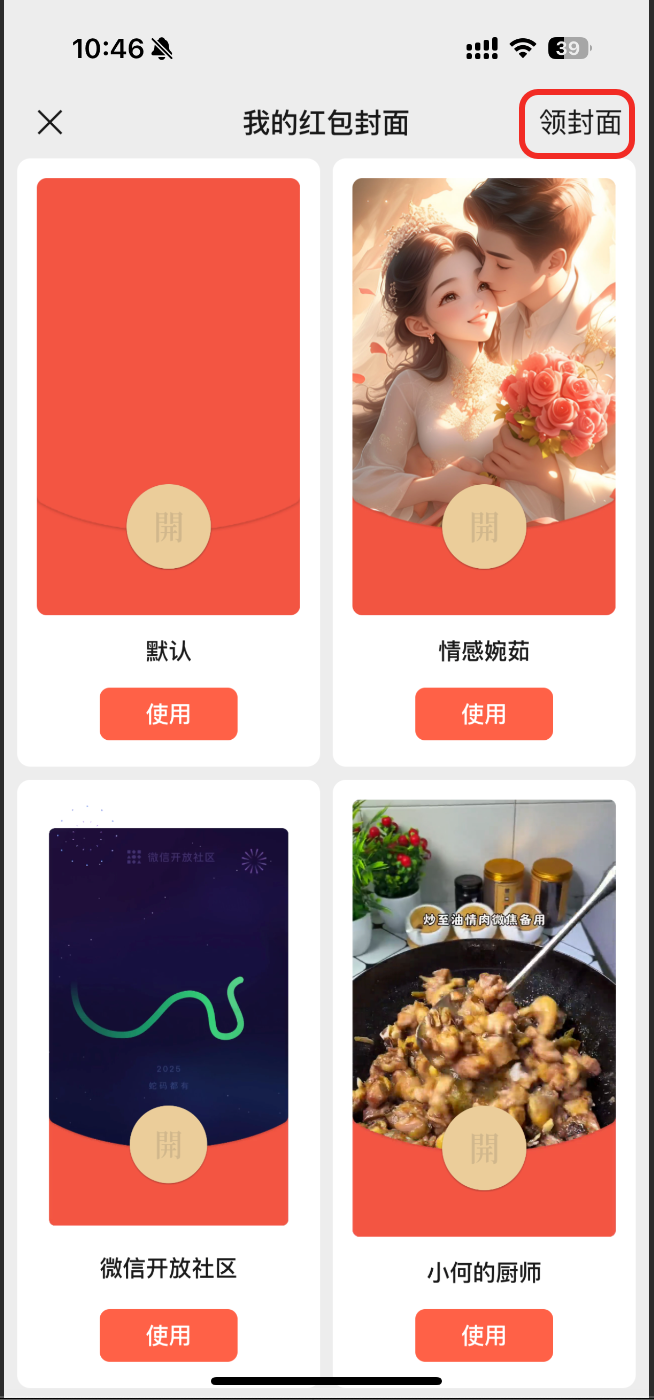 10:46
39
我的红包封面
领封面
開
默认
使用
開
情感婉茹
使用
微信开放社区
2025
蛇码都有
開
微信开放社区
使用
炒至油情肉微焦备用
開
小何的厨师
使用